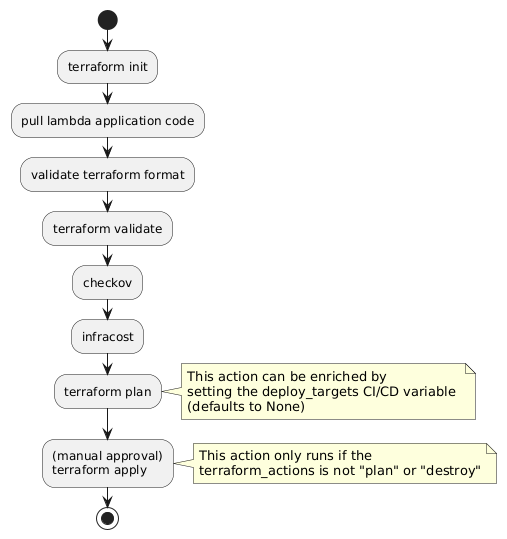 terraform init
pull lambda application code
validate terraform format
terraform validate
checkov
infracost
terraform plan
This action can be enriched by
setting the deploy_targets CI/CD variable
(defaults to None)
(manual approval)
terraform apply
This action only runs if the
terraform_actions is not "plan" or "destroy"